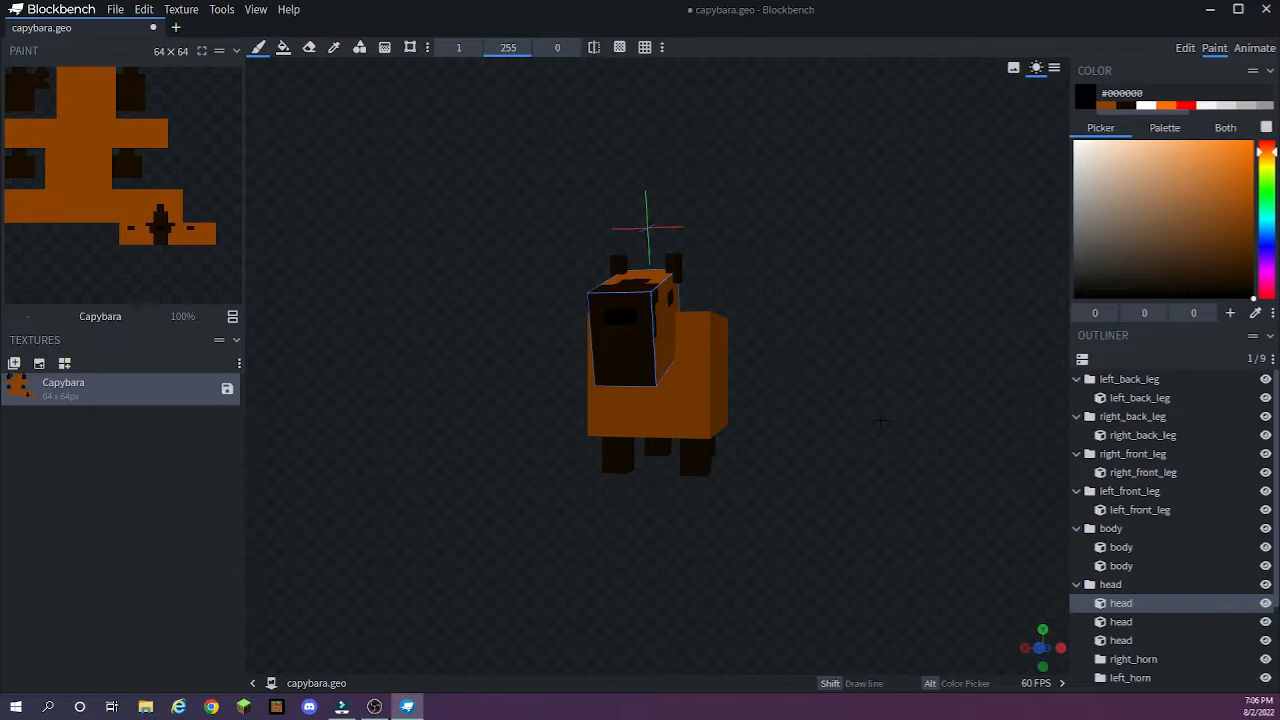 Blockbench File Edit Texture Tools View Help
capybara.geo - Blockbench
capybara.geo
PAINT 64 × 64
1 255 0
Edit Paint Animate
COLOR
#000000
Picker Palette Both
0 0 0
Capybara 100%
TEXTURES
Capybara
64 x 64px
OUTLINER
1/9
left_back_leg
left_back_leg
right_back_leg
right_back_leg
right_front_leg
right_front_leg
left_front_leg
left_front_leg
body
body
body
head
head
head
head
right_horn
left_horn
capybara.geo
Shift Draw line Alt Color Picker 60 FPS
7:06 PM
8/2/2022